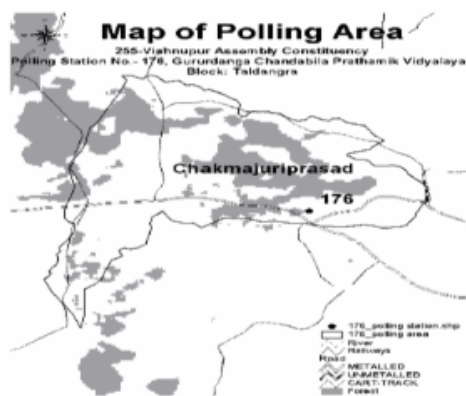 Map of Polling Area
255-Vishnupur Assembly Constituency
Polling Station No.- 176, Gururdanga Chandabila Prathamik Vidyalaya
Block: Taldangra
Chakmajuriprasad
176
176_polling station.shp
176_polling area
River
Railways
Road
METALLED
UNMETALLED
CART-TRACK
Forest